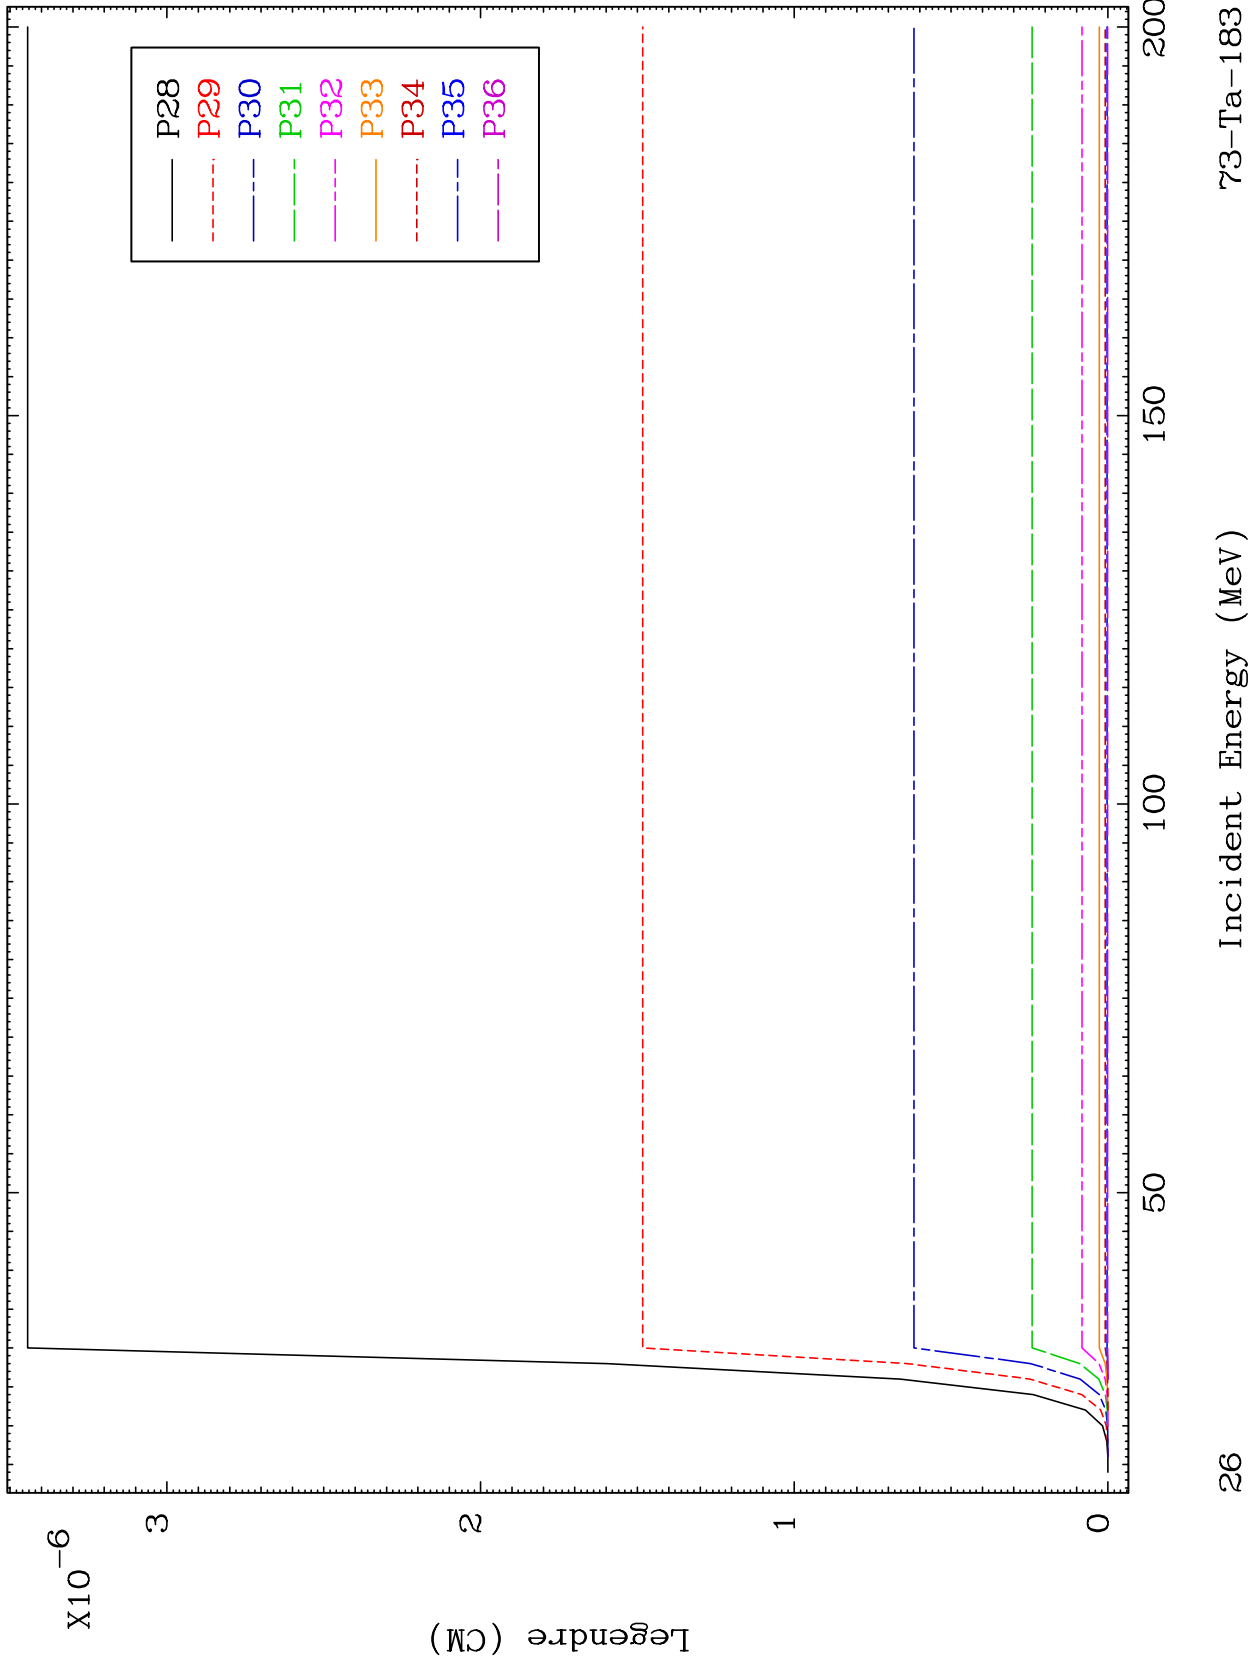 X10-6
3
2
1
0
Legendre (CM)
P28
P29
P30
P31
P32
P33
P34
P35
P36
50
100
150
200
Incident Energy (MeV)
26
73-Ta-183